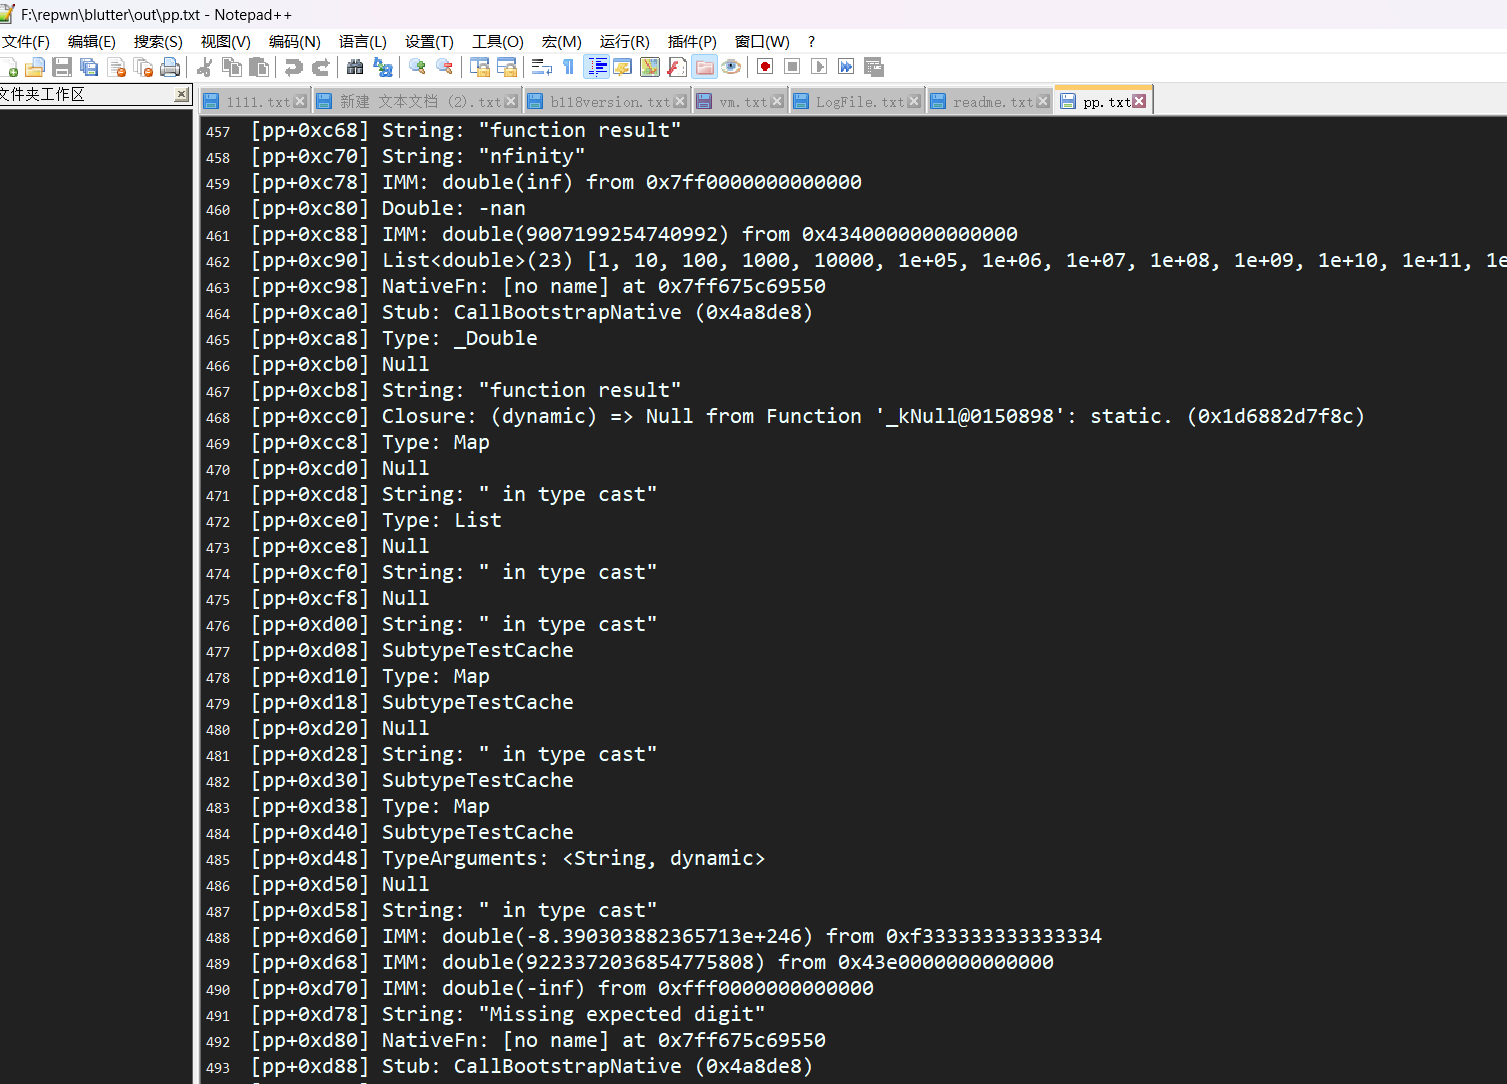 F:\repwn\blutter\out\pp.txt - Notepad++
文件(F) 编辑(E) 搜索(S) 视图(V) 编码(N) 语言(L) 设置(T) 工具(O) 宏(M) 运行(R) 插件(P) 窗口(W) ?
文件夹工作区
1111.txt 新建 文本文档 (2).txt b118version.txt vm.txt LogFile.txt readme.txt pp.txt
457 [pp+0xc68] String: "function result"
458 [pp+0xc70] String: "nfinity"
459 [pp+0xc78] IMM: double(inf) from 0x7ff0000000000000
460 [pp+0xc80] Double: -nan
461 [pp+0xc88] IMM: double(9007199254740992) from 0x4340000000000000
462 [pp+0xc90] List<double>(23) [1, 10, 100, 1000, 10000, 1e+05, 1e+06, 1e+07, 1e+08, 1e+09, 1e+10, 1e+11, 1e
463 [pp+0xc98] NativeFn: [no name] at 0x7ff675c69550
464 [pp+0xca0] Stub: CallBootstrapNative (0x4a8de8)
465 [pp+0xca8] Type: _Double
466 [pp+0xcb0] Null
467 [pp+0xcb8] String: "function result"
468 [pp+0xcc0] Closure: (dynamic) => Null from Function '_kNull@0150898': static. (0x1d6882d7f8c)
469 [pp+0xcc8] Type: Map
470 [pp+0xcd0] Null
471 [pp+0xcd8] String: " in type cast"
472 [pp+0xce0] Type: List
473 [pp+0xce8] Null
474 [pp+0xcf0] String: " in type cast"
475 [pp+0xcf8] Null
476 [pp+0xd00] String: " in type cast"
477 [pp+0xd08] SubtypeTestCache
478 [pp+0xd10] Type: Map
479 [pp+0xd18] SubtypeTestCache
480 [pp+0xd20] Null
481 [pp+0xd28] String: " in type cast"
482 [pp+0xd30] SubtypeTestCache
483 [pp+0xd38] Type: Map
484 [pp+0xd40] SubtypeTestCache
485 [pp+0xd48] TypeArguments: <String, dynamic>
486 [pp+0xd50] Null
487 [pp+0xd58] String: " in type cast"
488 [pp+0xd60] IMM: double(-8.390303882365713e+246) from 0xf333333333333334
489 [pp+0xd68] IMM: double(9223372036854775808) from 0x43e0000000000000
490 [pp+0xd70] IMM: double(-inf) from 0xfff0000000000000
491 [pp+0xd78] String: "Missing expected digit"
492 [pp+0xd80] NativeFn: [no name] at 0x7ff675c69550
493 [pp+0xd88] Stub: CallBootstrapNative (0x4a8de8)